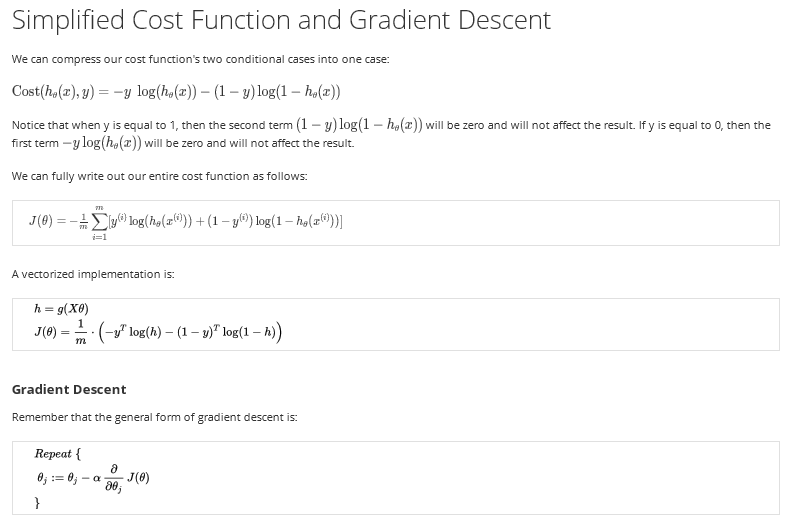 Simplified Cost Function and Gradient Descent
We can compress our cost function's two conditional cases into one case:
Cost(hθ(x), y) = −y log(hθ(x)) − (1 − y) log(1 − hθ(x))
Notice that when y is equal to 1, then the second term (1 − y) log(1 − hθ(x)) will be zero and will not affect the result. If y is equal to 0, then the
first term −y log(hθ(x)) will be zero and will not affect the result.
We can fully write out our entire cost function as follows:
J(θ) = −1/m ∑_{i=1}^{m} [y^(i) log(hθ(x^(i))) + (1 − y^(i)) log(1 − hθ(x^(i)))]
A vectorized implementation is:
h = g(Xθ)
J(θ) = 1/m · (−y^T log(h) − (1 − y)^T log(1 − h))
Gradient Descent
Remember that the general form of gradient descent is:
Repeat {
θj := θj − α ∂/∂θj J(θ)
}